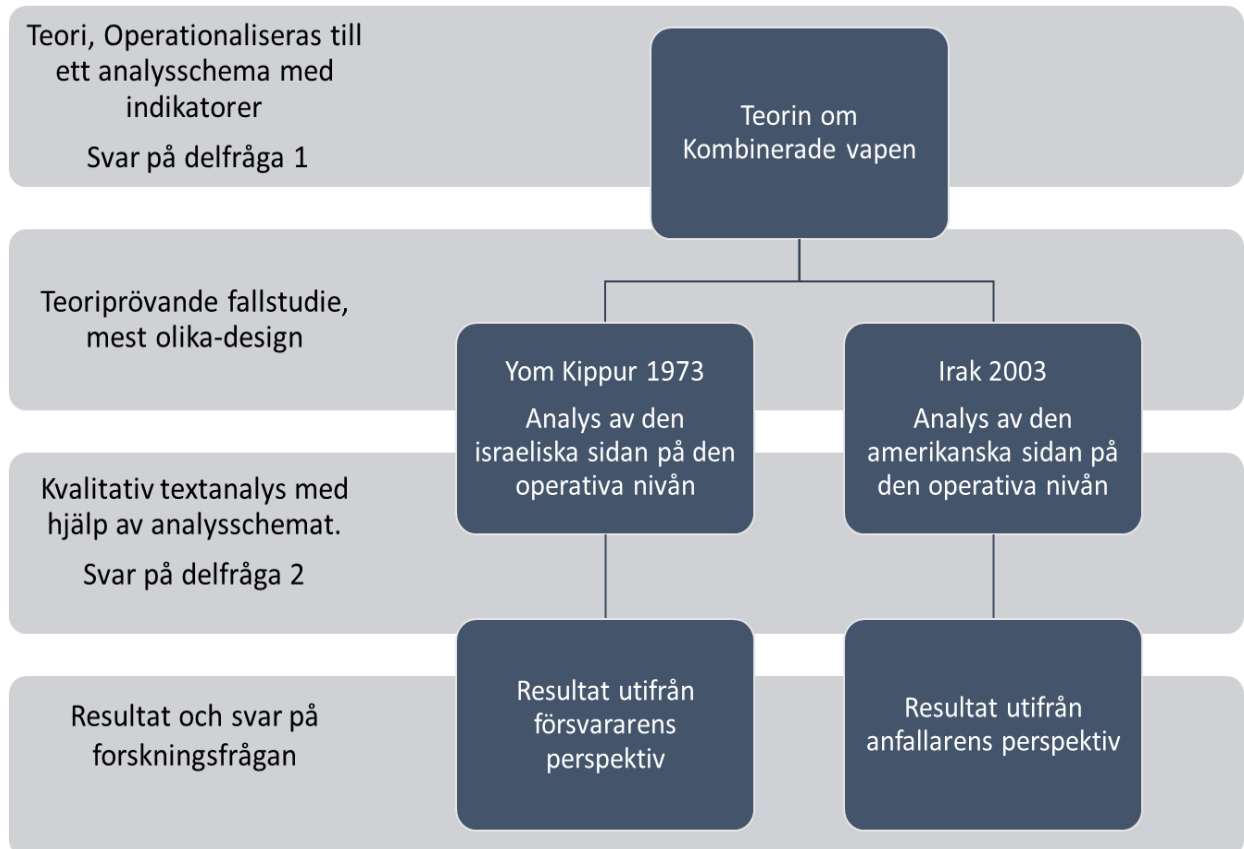 Teori, Operationaliseras till
ett analysschema med
indikatorer
Svar på delfråga 1
Teorin om
Kombinerade vapen
Teoriprövande fallstudie,
mest olika-design
Yom Kippur 1973
Analys av den
israeliska sidan på den
operativa nivån
Irak 2003
Analys av den
amerikanska sidan på
den operativa nivån
Kvalitativ textanalys med
hjälp av analysschemat.
Svar på delfråga 2
Resultat och svar på
forskningsfrågan
Resultat utifrån
försvararens
perspektiv
Resultat utifrån
anfallarens perspektiv